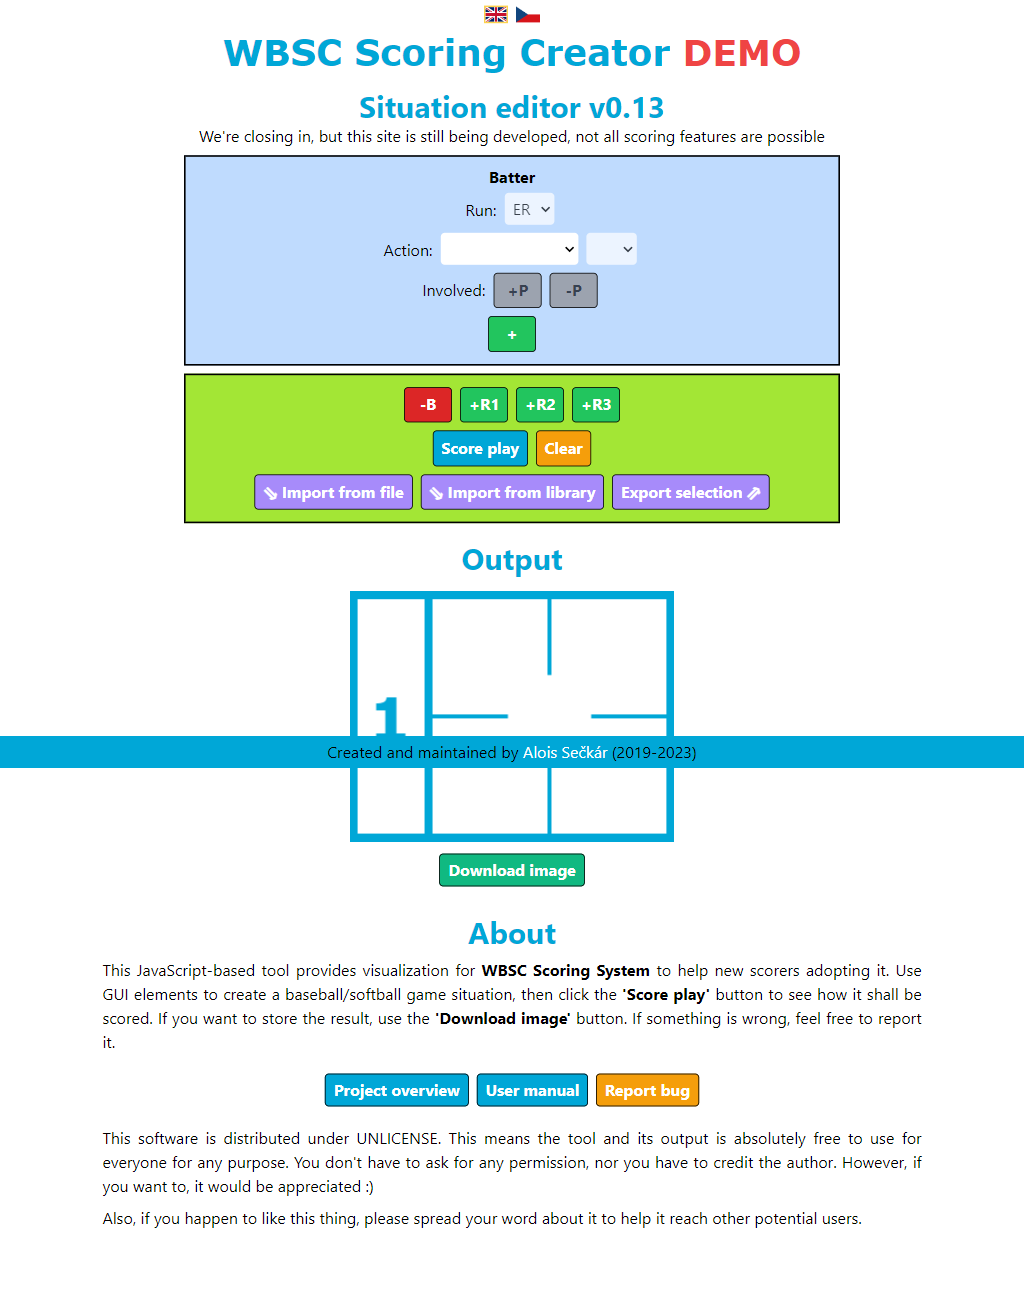 WBSC Scoring Creator DEMO
Situation editor v0.13
We're closing in, but this site is still being developed, not all scoring features are possible
Batter
Run: ER
Action:
Involved: +P -P
+
-B +R1 +R2 +R3
Score play Clear
⇘ Import from file ⇘ Import from library Export selection ⇗
Output
1
Created and maintained by Alois Sečkár (2019-2023)
Download image
About
This JavaScript-based tool provides visualization for WBSC Scoring System to help new scorers adopting it. Use
GUI elements to create a baseball/softball game situation, then click the 'Score play' button to see how it shall be
scored. If you want to store the result, use the 'Download image' button. If something is wrong, feel free to report
it.
Project overview User manual Report bug
This software is distributed under UNLICENSE. This means the tool and its output is absolutely free to use for
everyone for any purpose. You don't have to ask for any permission, nor you have to credit the author. However, if
you want to, it would be appreciated :)
Also, if you happen to like this thing, please spread your word about it to help it reach other potential users.